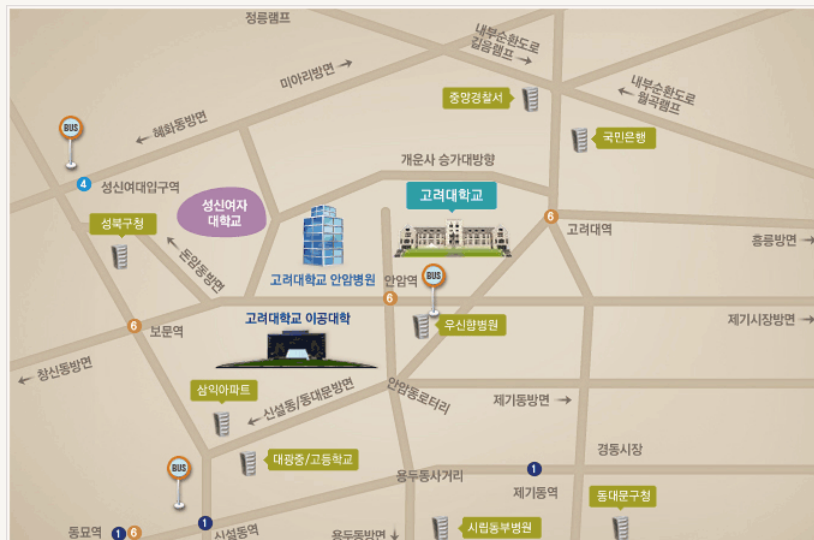 정릉램프
내부순환도로
길음램프
미아리방면
내부순환도로
월곡램프
중앙경찰서
BUS
혜화동방면
국민은행
개운사 승가대방향
4
성신여대입구역
성신여자
대학교
고려대학교
성북구청
6
고려대역
돈암동방면
흥릉방면
고려대학교 안암병원
안암역
BUS
6
고려대학교 이공대학
6
보문역
우신향병원
제기시장방면
창신동방면
삼익아파트
신설동/동대문방면
안암동로터리
제기동방면
경동시장
대광중/고등학교
BUS
용두동사거리
1
제기동역
동대문구청
동묘역
1
6
1
신설동역
용두동방면
시립동부병원